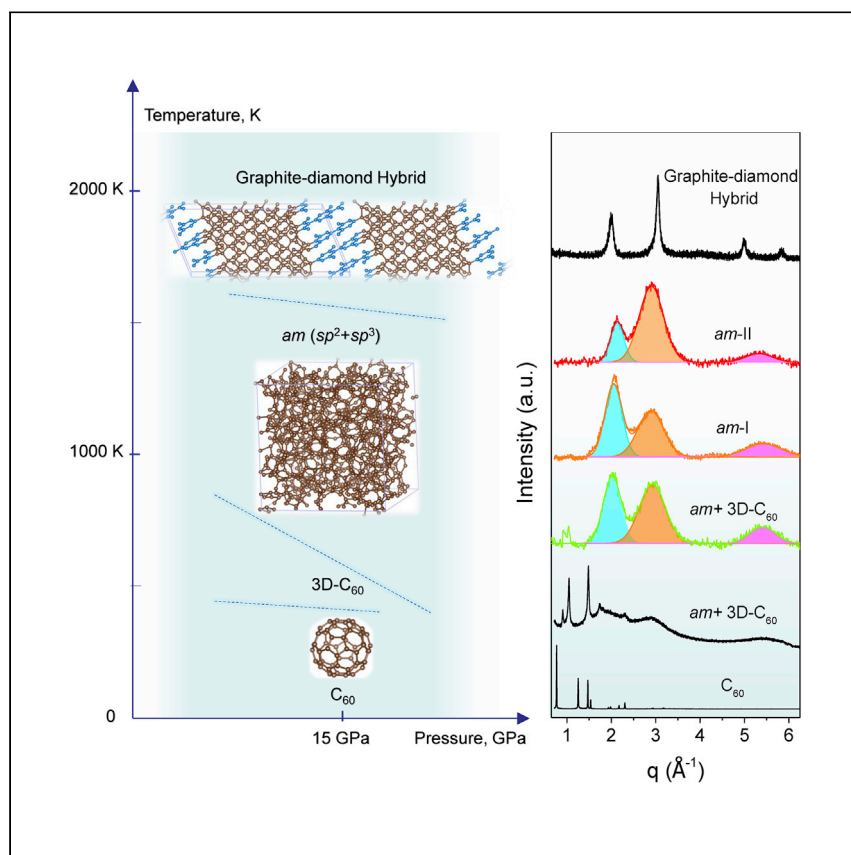 Temperature, K
2000 K
Graphite-diamond Hybrid
am (sp²+sp³)
1000 K
3D-C₆₀
C₆₀
0
15 GPa
Pressure, GPa
Intensity (a.u.)
Graphite-diamond
Hybrid
am-II
am-I
am+ 3D-C₆₀
am+ 3D-C₆₀
C₆₀
1 2 3 4 5 6
q (Å⁻¹)